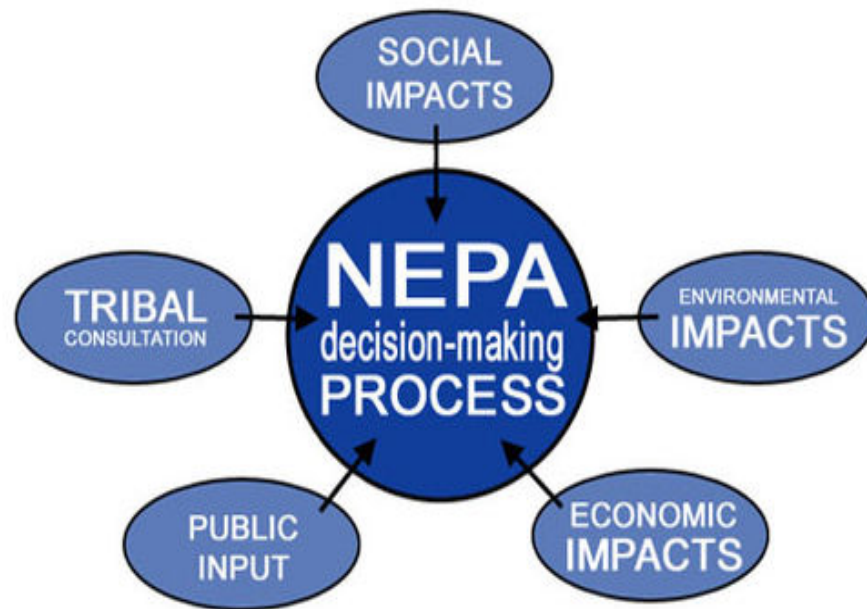 SOCIAL
IMPACTS
NEPA
decision-making
PROCESS
TRIBAL
CONSULTATION
ENVIRONMENTAL
IMPACTS
PUBLIC
INPUT
ECONOMIC
IMPACTS